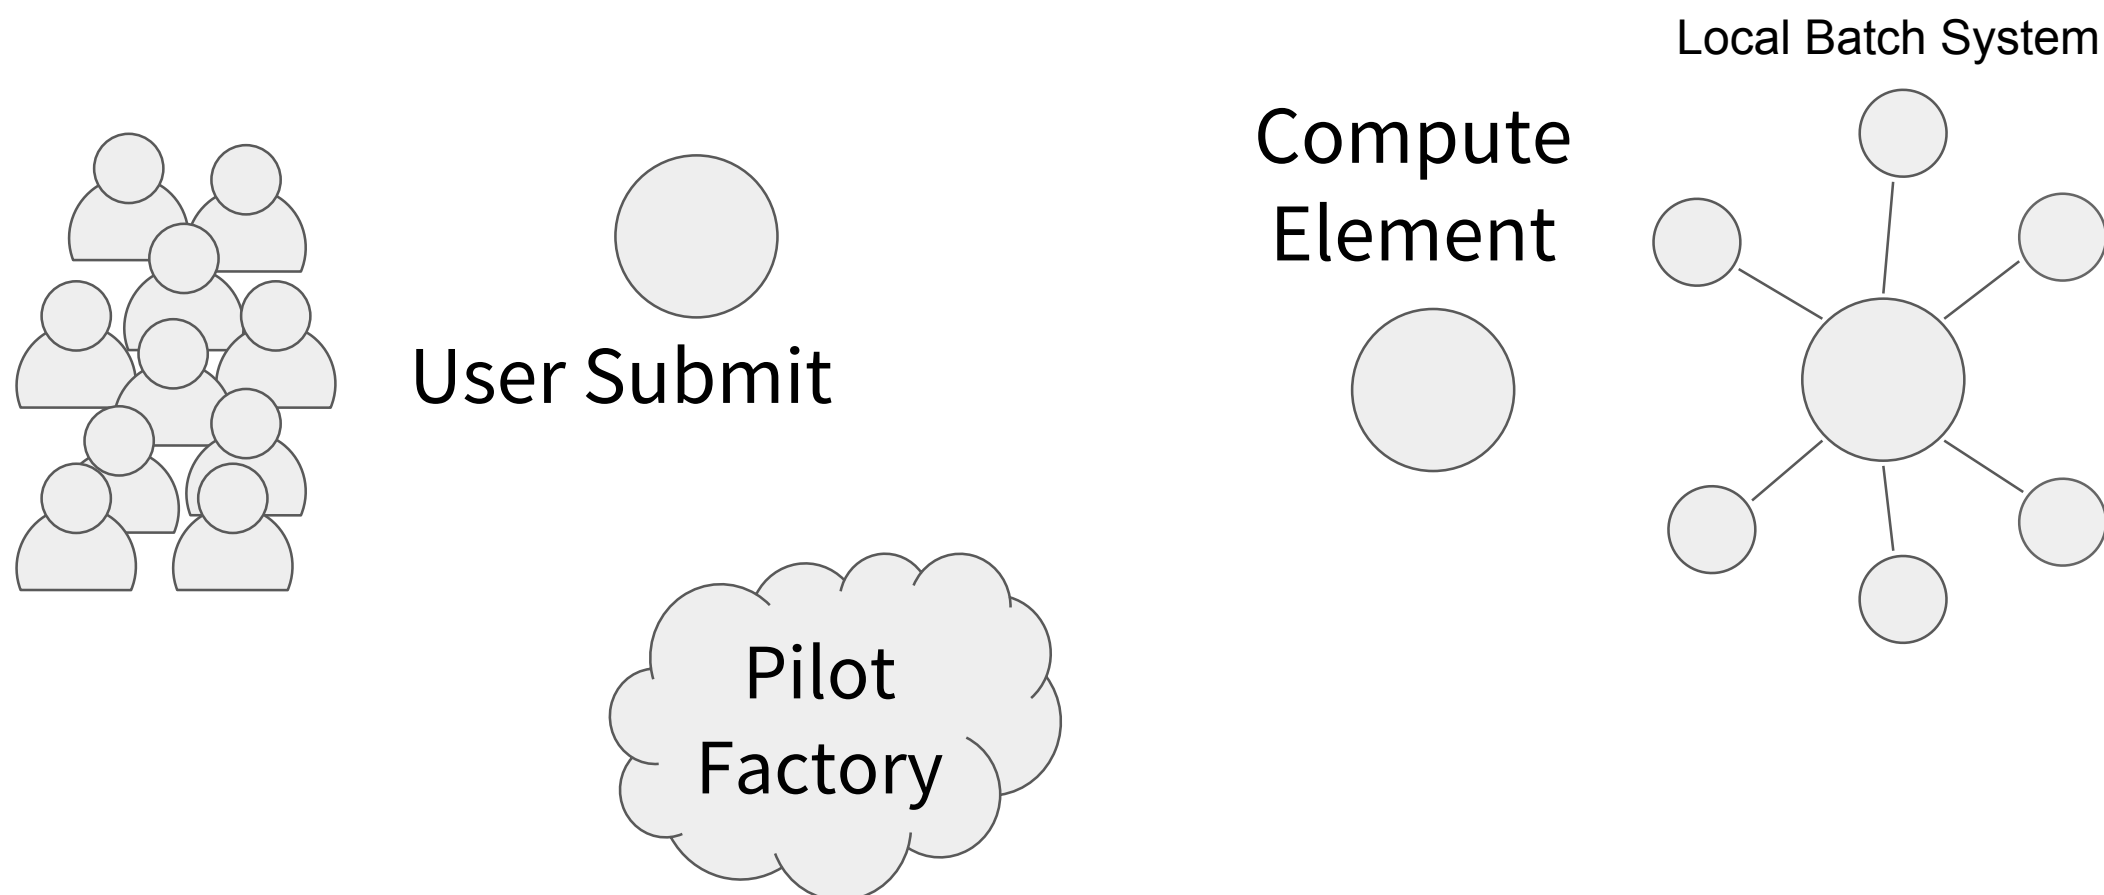 Local Batch System
Compute
Element
User Submit
Pilot
Factory